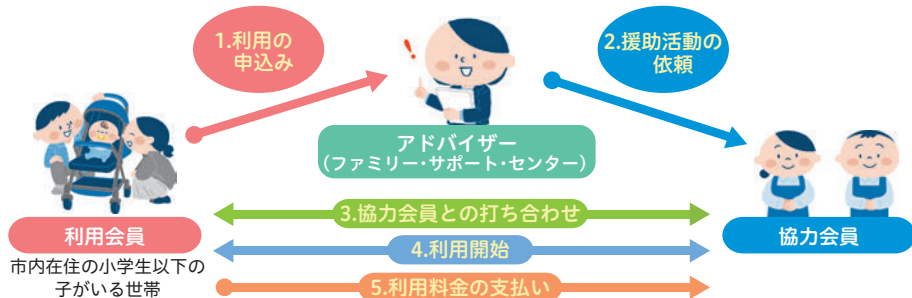 1.利用の
申込み
2.援助活動の
依頼
アドバイザー
(ファミリー・サポート・センター)
3.協力会員との打ち合わせ
利用会員
4.利用開始
協力会員
市内在住の小学生以下の
子がいる世帯
5.利用料金の支払い